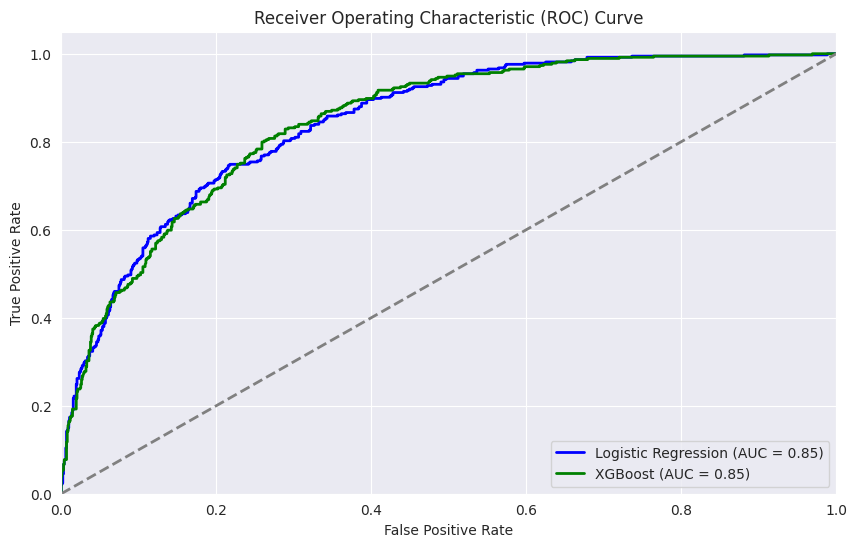 Receiver Operating Characteristic (ROC) Curve
True Positive Rate
1.0
0.8
0.6
0.4
0.2
0.0
0.0 0.2 0.4 0.6 0.8 1.0
False Positive Rate
Logistic Regression (AUC = 0.85)
XGBoost (AUC = 0.85)